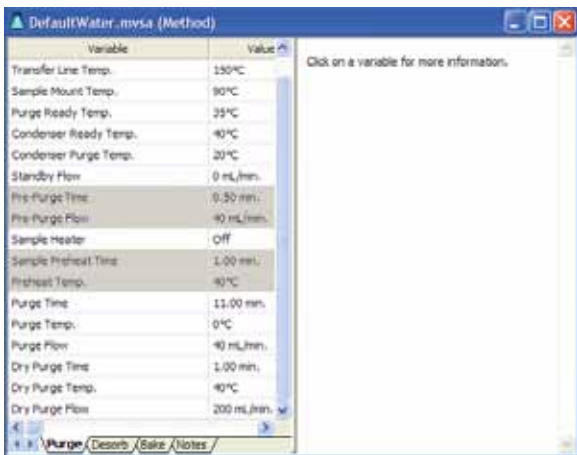 DefaultWater.mvsa (Method)
Variable Value
Click on a variable for more information.
Transfer Line Temp. 150°C
Sample Mount Temp. 90°C
Purge Ready Temp. 35°C
Condenser Ready Temp. 40°C
Condenser Purge Temp. 20°C
Standby Flow 0 mL/min.
Pre-Purge Time 0.50 min.
Pre-Purge Flow 40 mL/min.
Sample Heater Off
Sample Preheat Time 1.00 min.
Preheat Temp. 40°C
Purge Time 11.00 min.
Purge Temp. 0°C
Purge Flow 40 mL/min.
Dry Purge Time 1.00 min.
Dry Purge Temp. 40°C
Dry Purge Flow 200 mL/min.
Purge Desorb Bake Notes